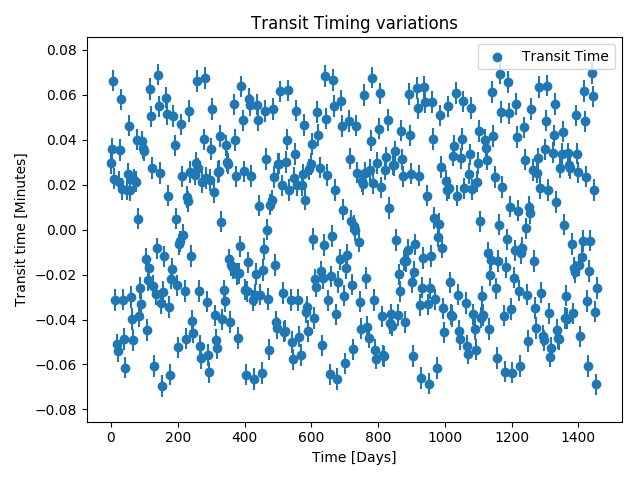 Transit Timing variations
Transit Time
0.08
0.06
0.04
0.02
0.00
−0.02
−0.04
−0.06
−0.08
Transit time [Minutes]
0 200 400 600 800 1000 1200 1400
Time [Days]